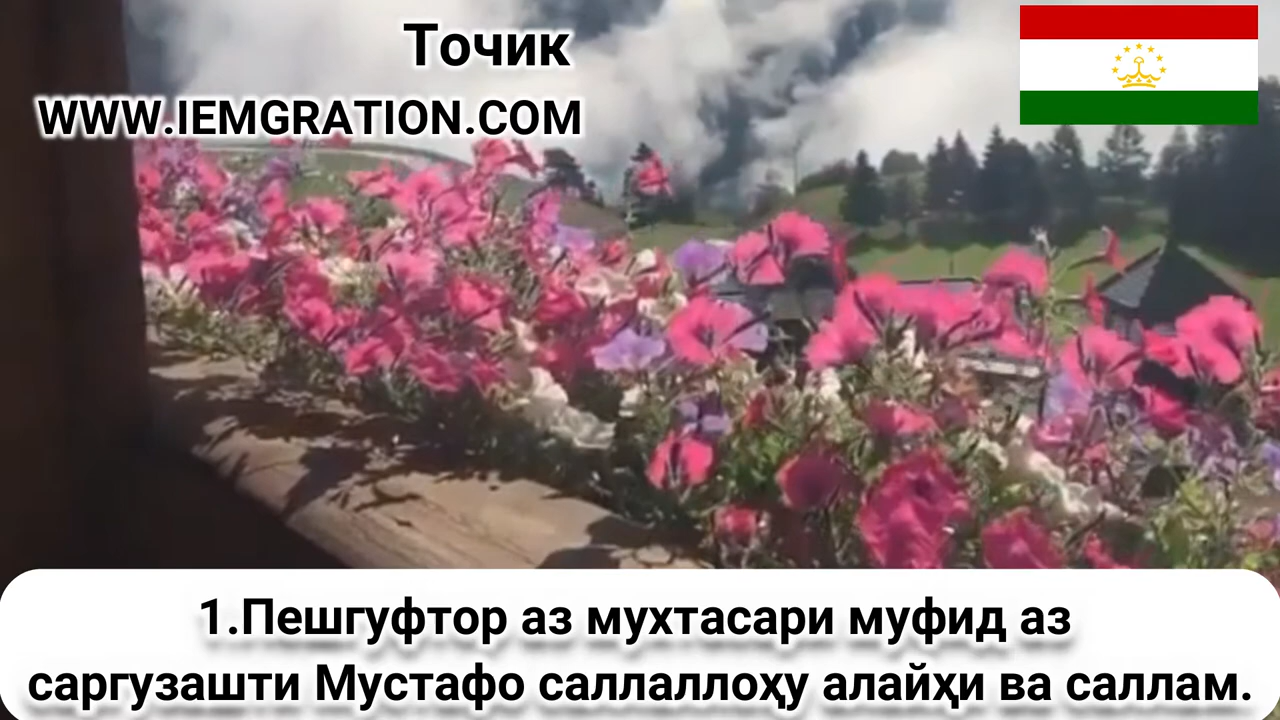 Точик
WWW.IEMGRATION.COM
1.Пешгуфтор аз мухтасари муфид аз
саргузашти Мустафо саллаллоҳу алайҳи ва саллам.